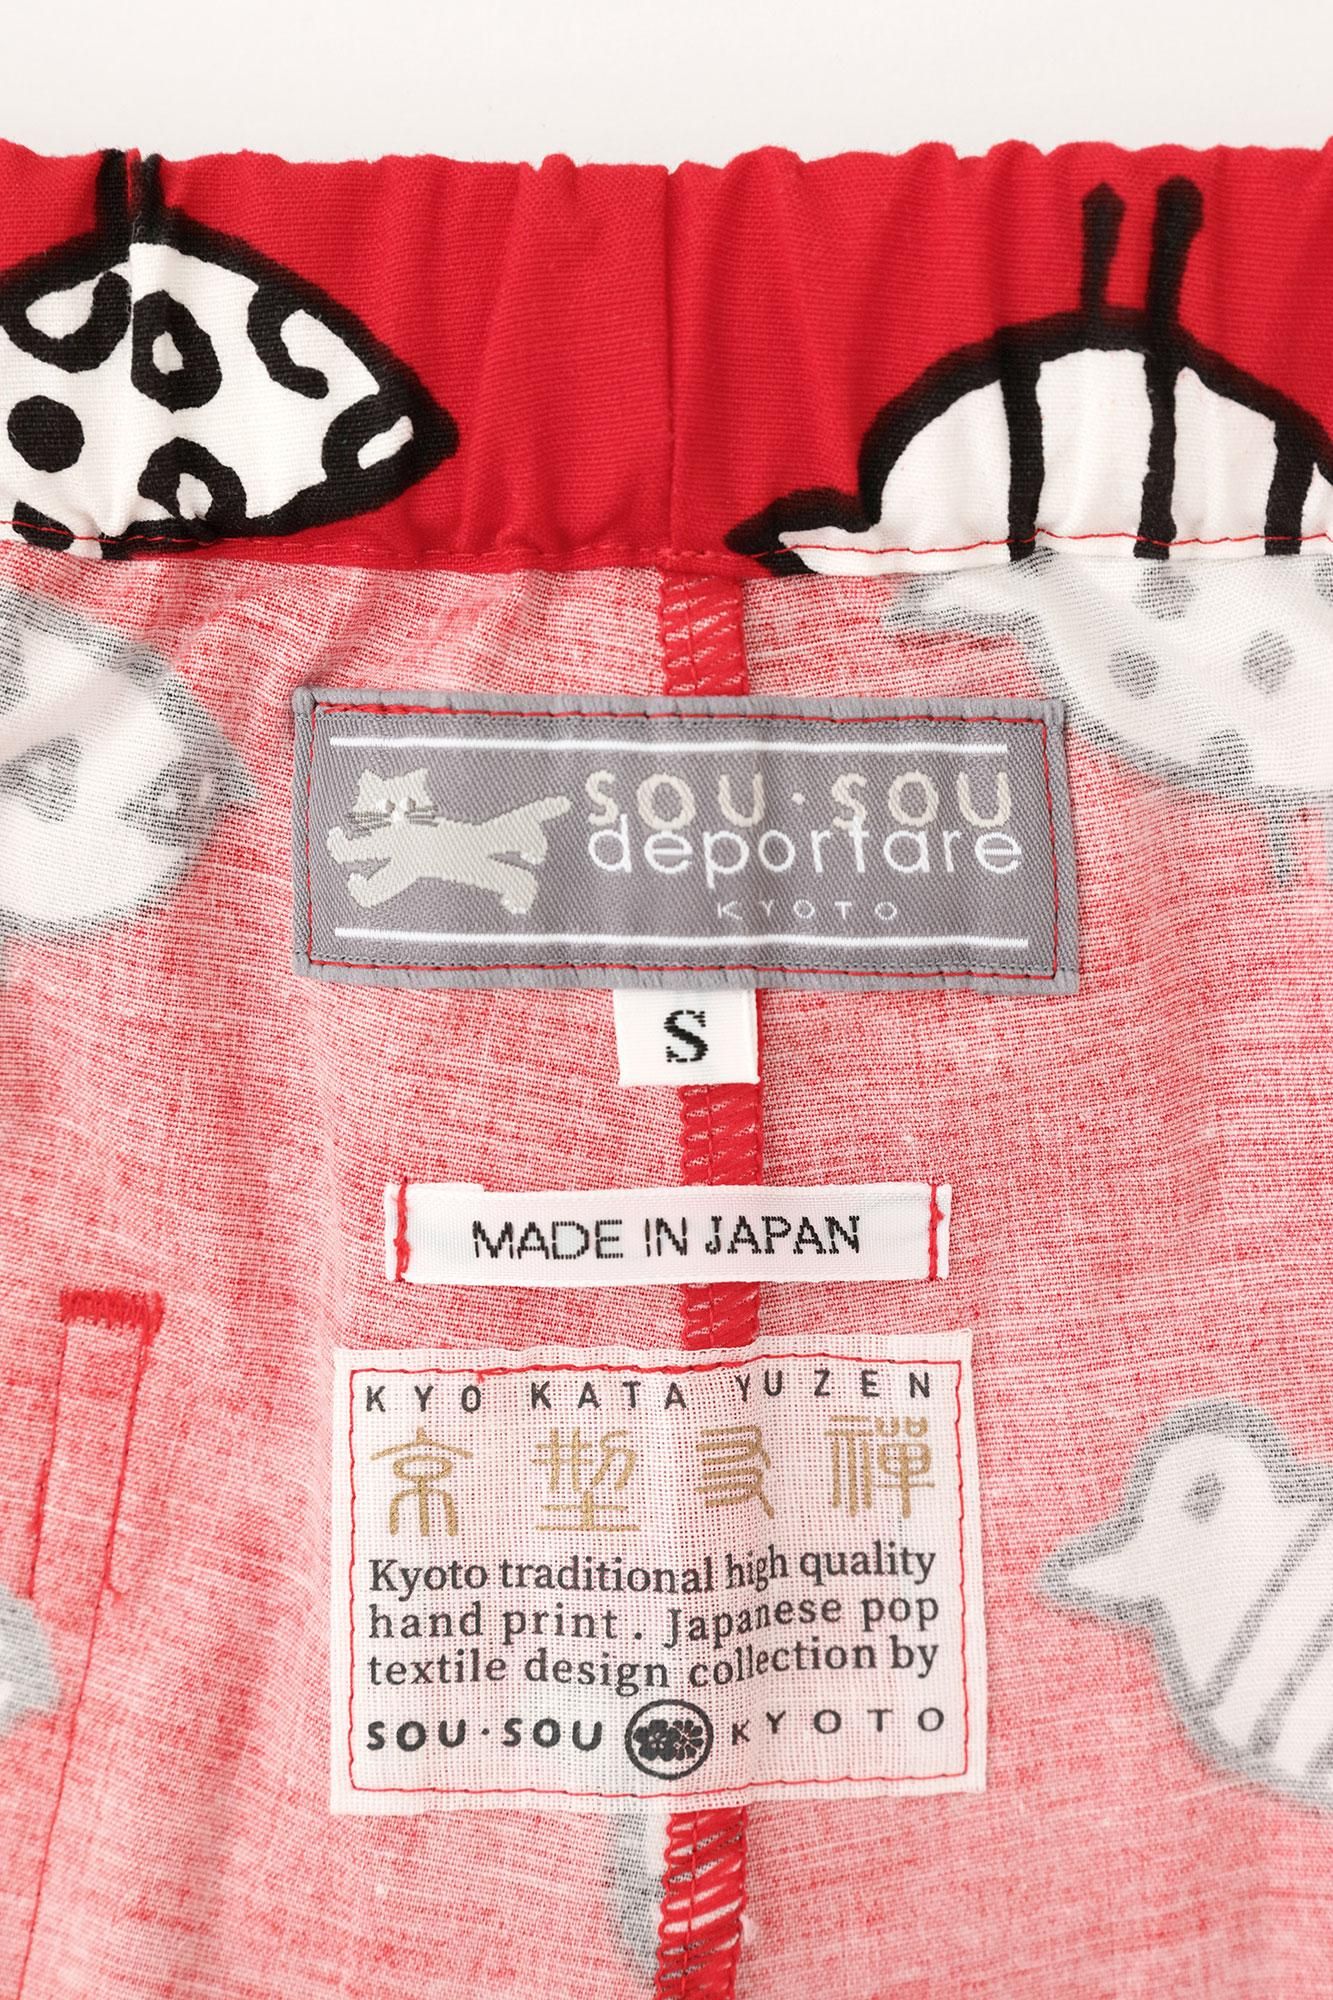 SOU・SOU
deportare
KYOTO
S
MADE IN JAPAN
KYO KATA YUZEN
京型友禅
Kyoto traditional high quality
hand print. Japanese pop
textile design collection by
SOU・SOU KYOTO